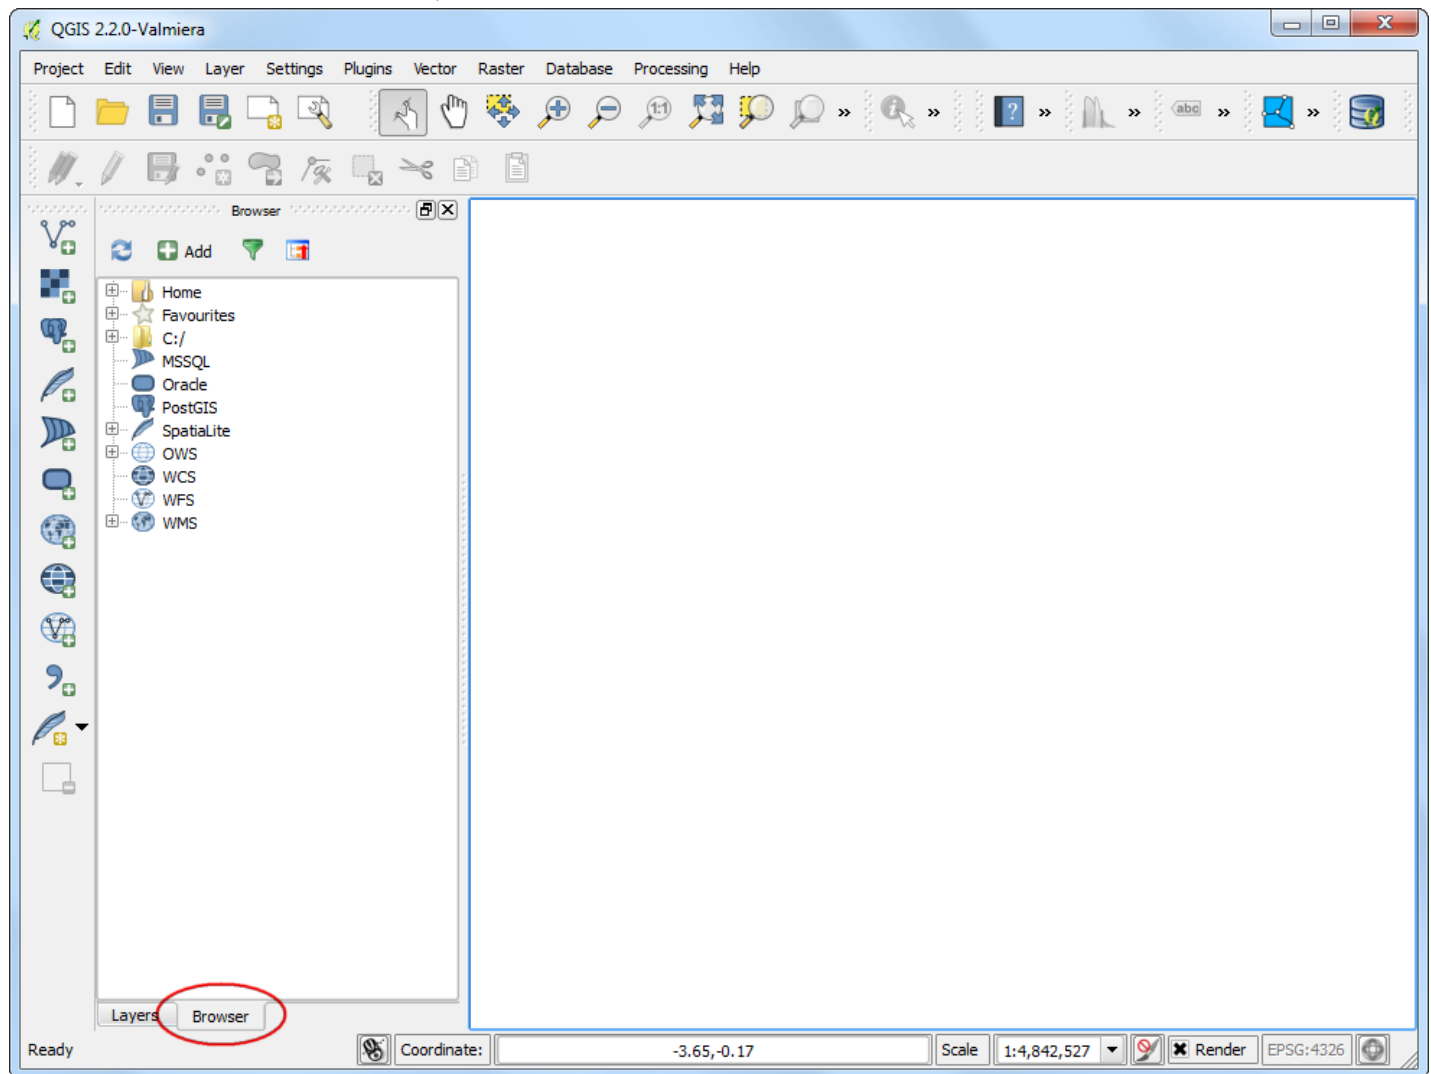 QGIS 2.2.0-Valmiera
Project Edit View Layer Settings Plugins Vector Raster Database Processing Help
1:1 » » ? » » abc » »
Browser
Add
Home
Favourites
C:/
MSSQL
Oracle
PostGIS
SpatiaLite
OWS
WCS
WFS
WMS
Layers Browser
Ready Coordinate: -3.65,-0.17 Scale 1:4,842,527 Render EPSG:4326